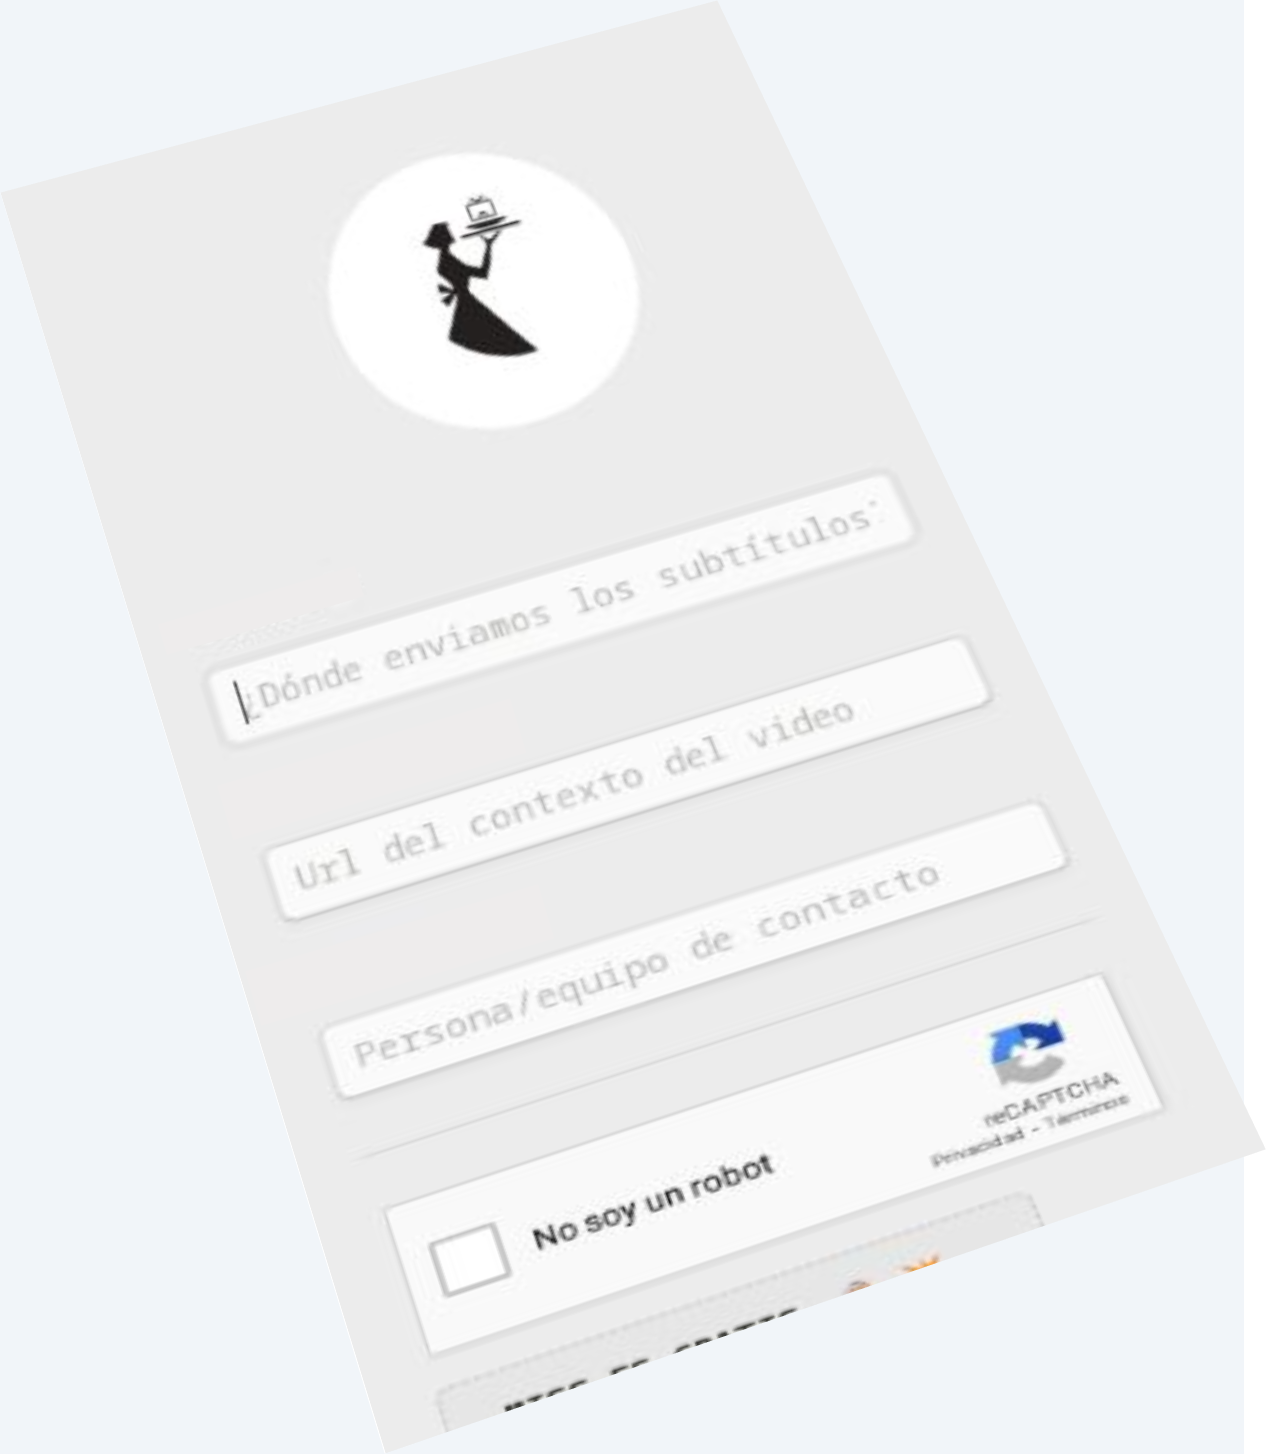 ¿Dónde enviamos los subtítulos
Url del contexto del video
Persona/equipo de contacto
No soy un robot
reCAPTCHA
Privacidad - Términos